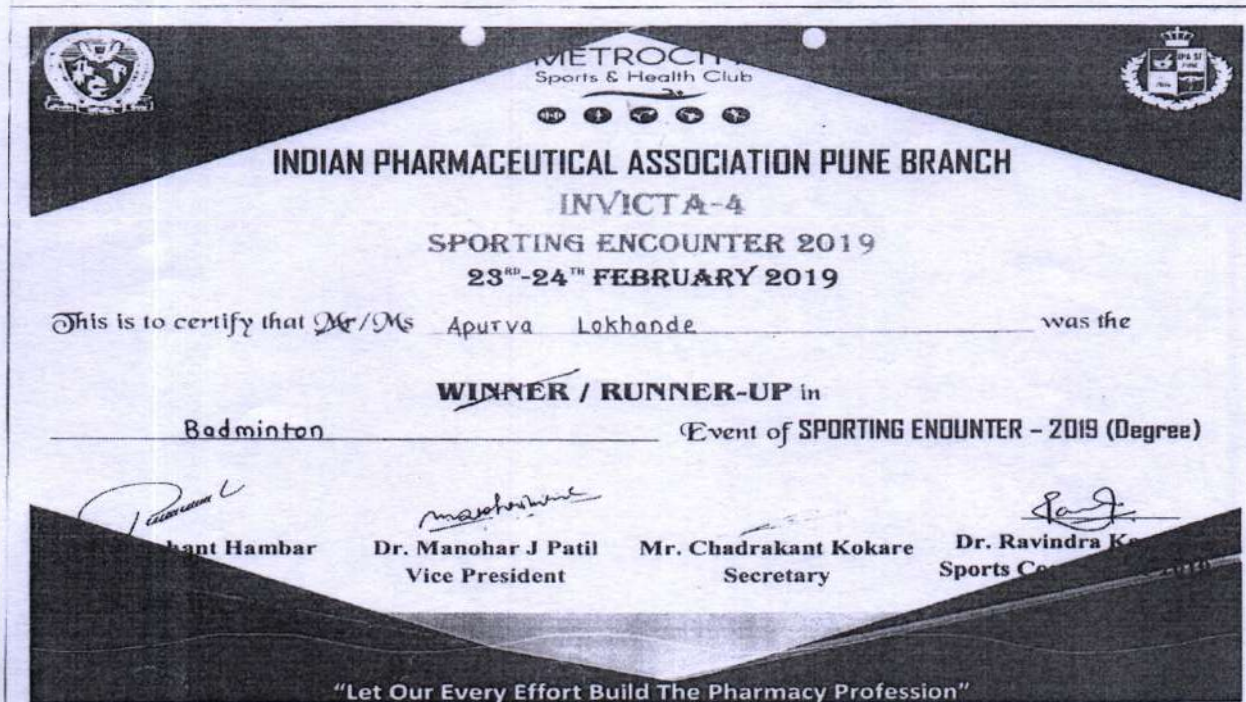 METROCITY
Sports & Health Club
INDIAN PHARMACEUTICAL ASSOCIATION PUNE BRANCH
INVICTA-4
SPORTING ENCOUNTER 2019
23RD-24TH FEBRUARY 2019
This is to certify that Mr/Ms Apurva Lokhande was the
WINNER / RUNNER-UP in
Badminton Event of SPORTING ENOUNTER – 2019 (Degree)
Hambar Dr. Manohar J Patil Mr. Chadrakant Kokare Dr. Ravindra
Vice President Secretary Sports
"Let Our Every Effort Build The Pharmacy Profession"